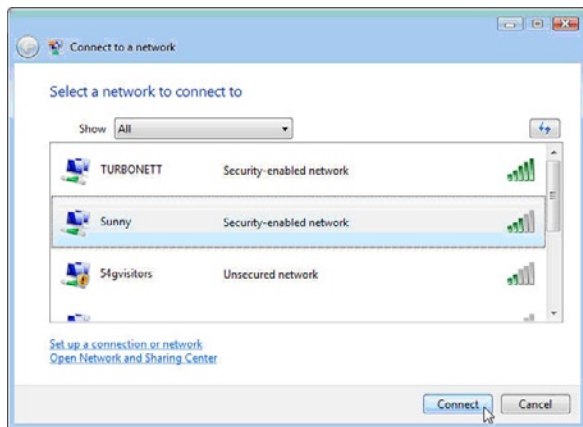 Connect to a network
Select a network to connect to
Show All
TURBONETT Security-enabled network
Sunny Security-enabled network
54gvisitors Unsecured network
Set up a connection or network
Open Network and Sharing Center
Connect Cancel